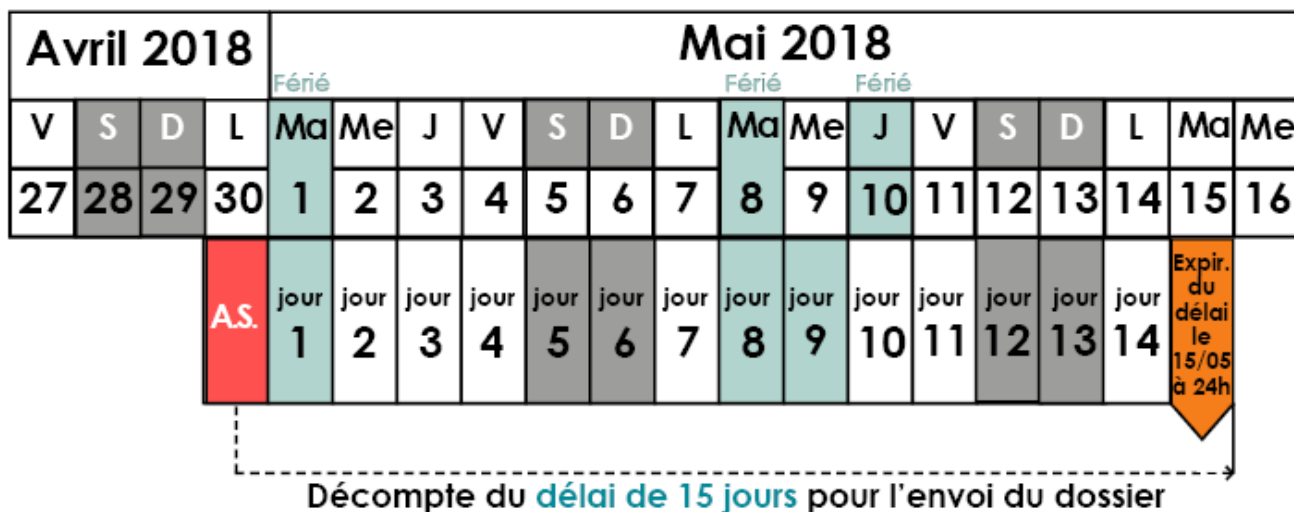 Avril 2018 Mai 2018
Férié Férié Férié
V S D L Ma Me J V S D L Ma Me J V S D L Ma Me
27 28 29 30 1 2 3 4 5 6 7 8 9 10 11 12 13 14 15 16
A.S. jour 1 jour 2 jour 3 jour 4 jour 5 jour 6 jour 7 jour 8 jour 9 jour 10 jour 11 jour 12 jour 13 jour 14
Expir.
du
délai
le
15/05
à 24h
Décompte du délai de 15 jours pour l'envoi du dossier